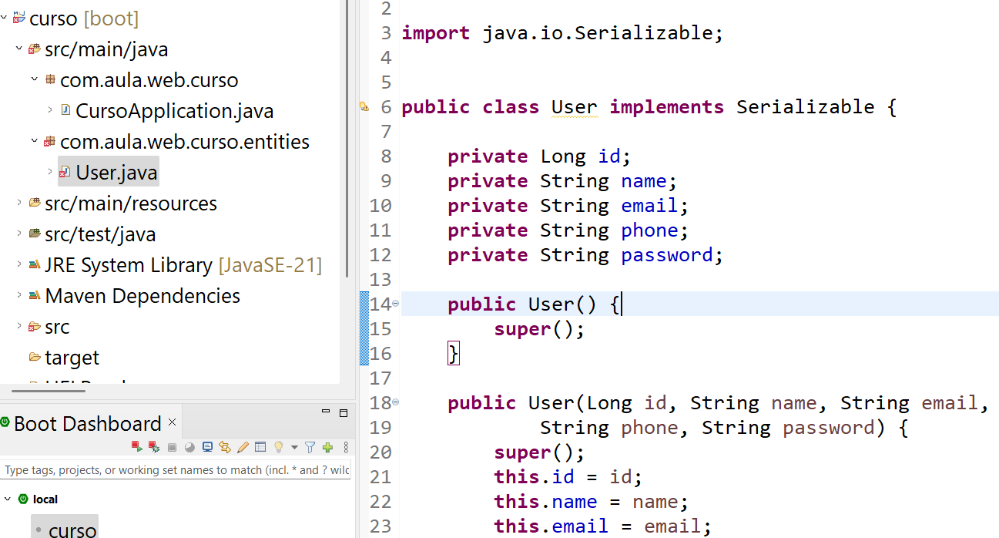 curso [boot]
src/main/java
com.aula.web.curso
CursoApplication.java
com.aula.web.curso.entities
User.java
src/main/resources
src/test/java
JRE System Library [JavaSE-21]
Maven Dependencies
src
target
Boot Dashboard
Type tags, projects, or working set names to match (incl. * and ?
local
curso
2
3 import java.io.Serializable;
4
5
6 public class User implements Serializable {
7
8 private Long id;
9 private String name;
10 private String email;
11 private String phone;
12 private String password;
13
14 public User() {
15 super();
16 }
17
18 public User(Long id, String name, String email,
19 String phone, String password) {
20 super();
21 this.id = id;
22 this.name = name;
23 this.email = email;